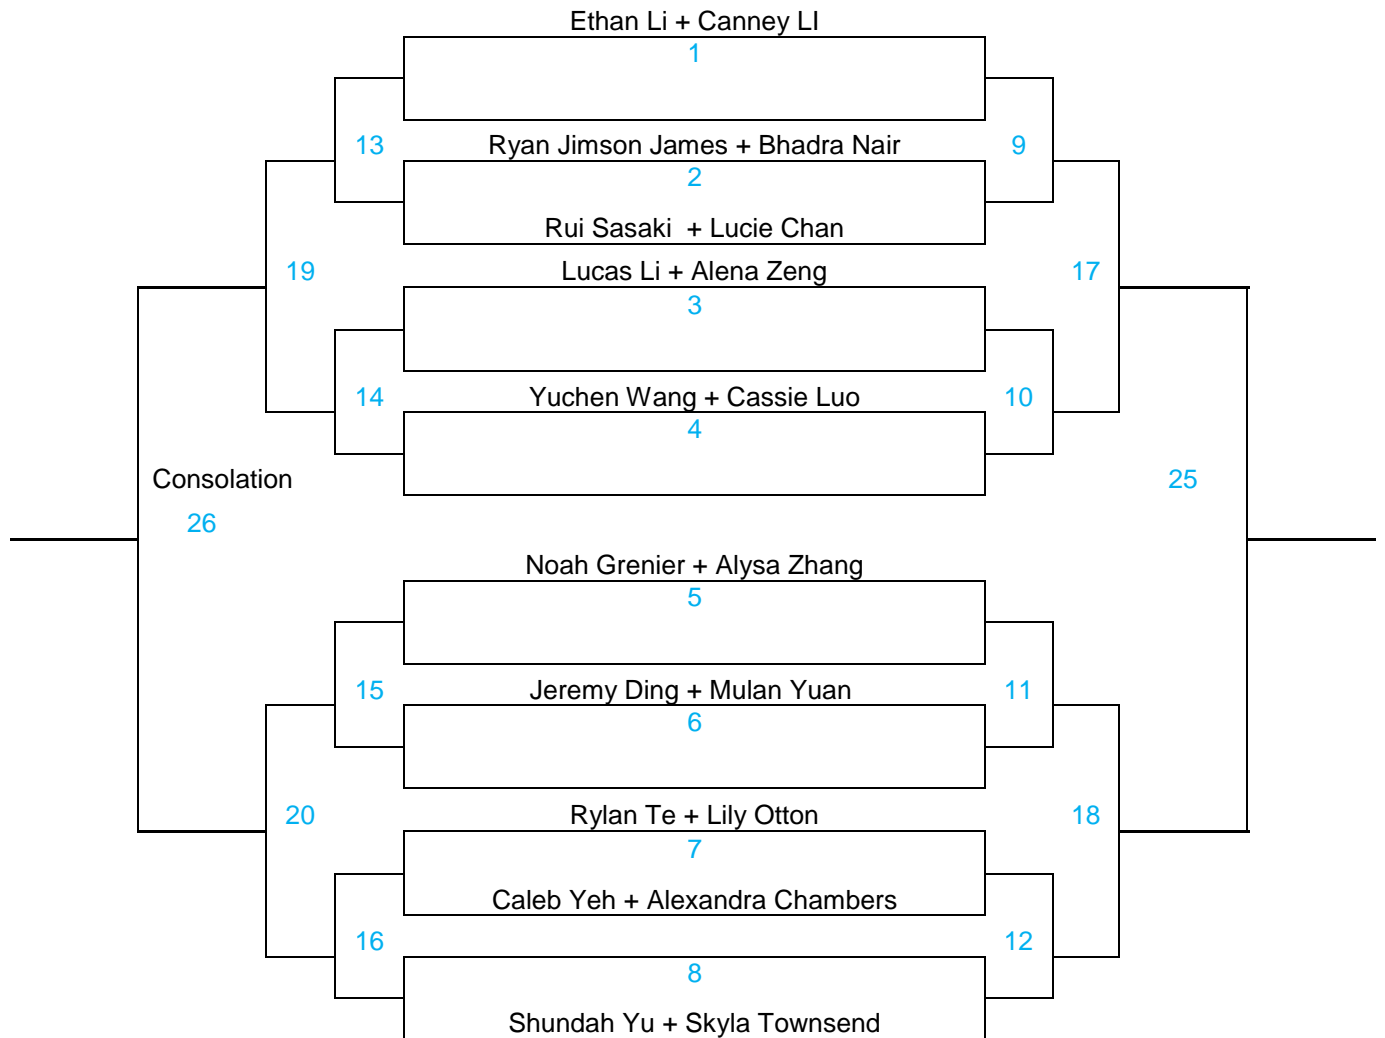 Ethan Li + Canney LI
1
13
Ryan Jimson James + Bhadra Nair
9
2
Rui Sasaki + Lucie Chan
19
Lucas Li + Alena Zeng
17
3
14
Yuchen Wang + Cassie Luo
10
4
Consolation
25
26
Noah Grenier + Alysa Zhang
5
15
Jeremy Ding + Mulan Yuan
11
6
20
Rylan Te + Lily Otton
18
7
Caleb Yeh + Alexandra Chambers
16
12
8
Shundah Yu + Skyla Townsend